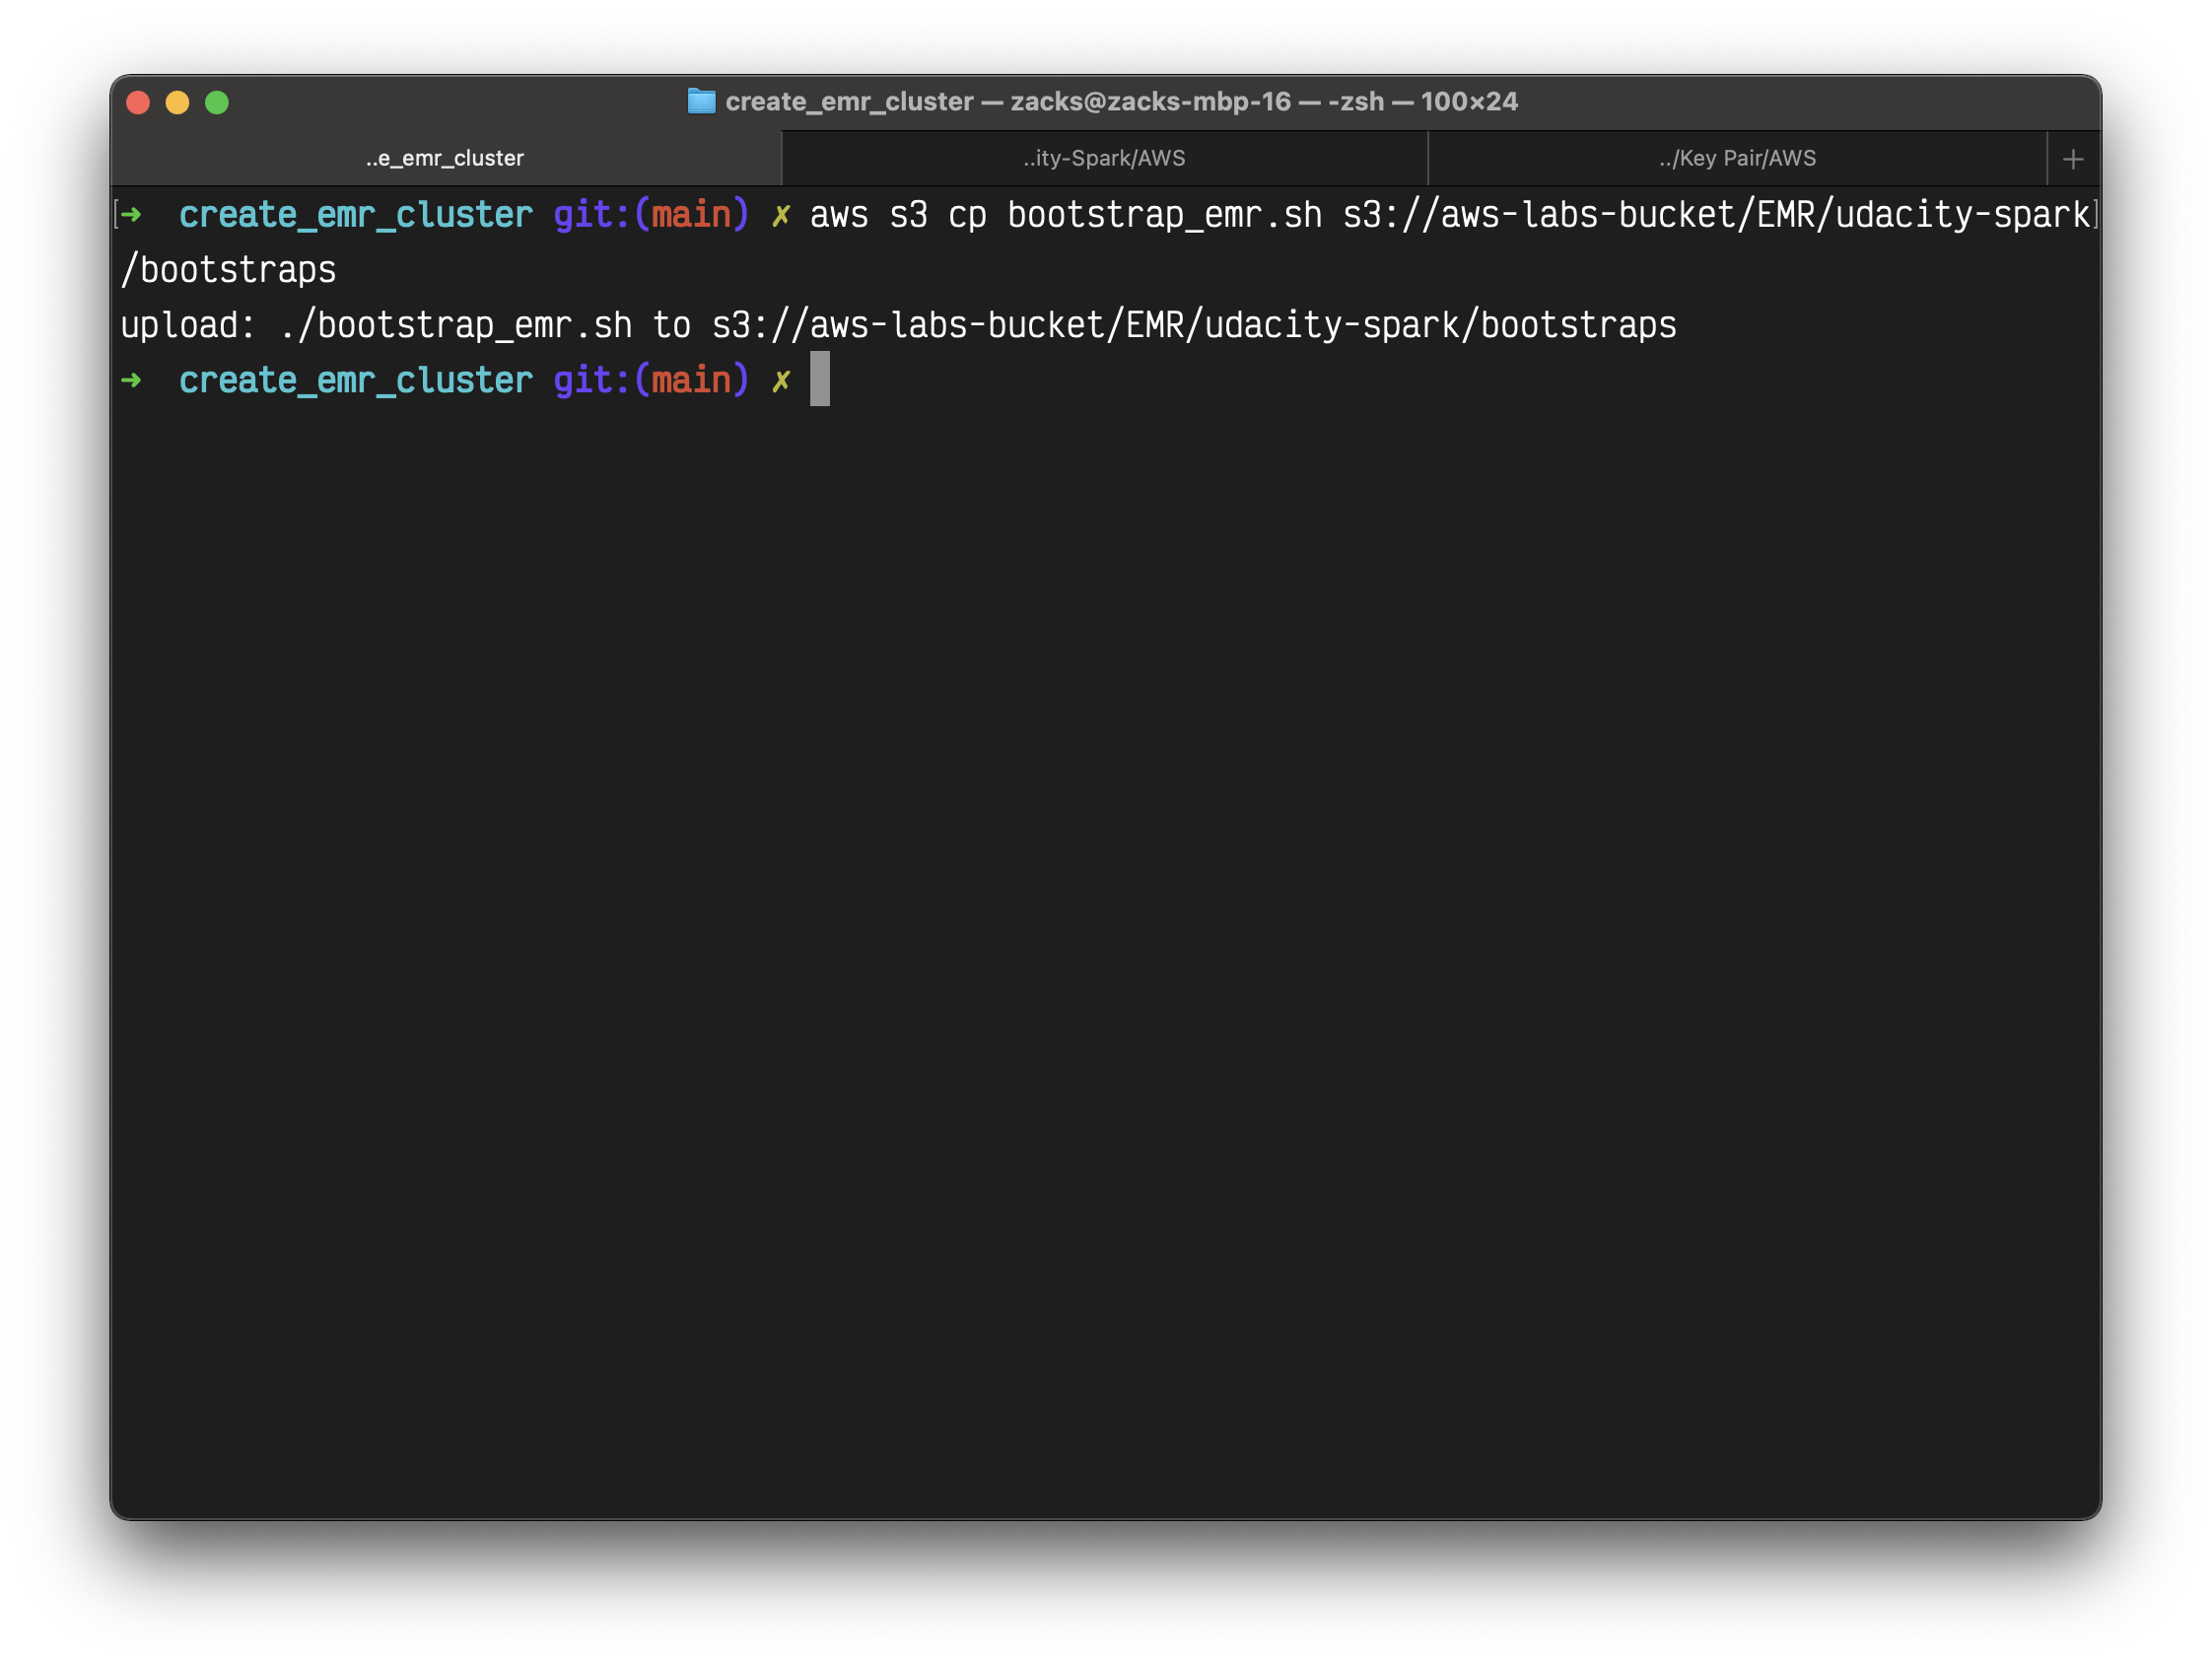 create_emr_cluster — zacks@zacks-mbp-16 — -zsh — 100×24
..e_emr_cluster ..ity-Spark/AWS ../Key Pair/AWS +
[➜  create_emr_cluster git:(main) ✗ aws s3 cp bootstrap_emr.sh s3://aws-labs-bucket/EMR/udacity-spark]
/bootstraps
upload: ./bootstrap_emr.sh to s3://aws-labs-bucket/EMR/udacity-spark/bootstraps
➜  create_emr_cluster git:(main) ✗